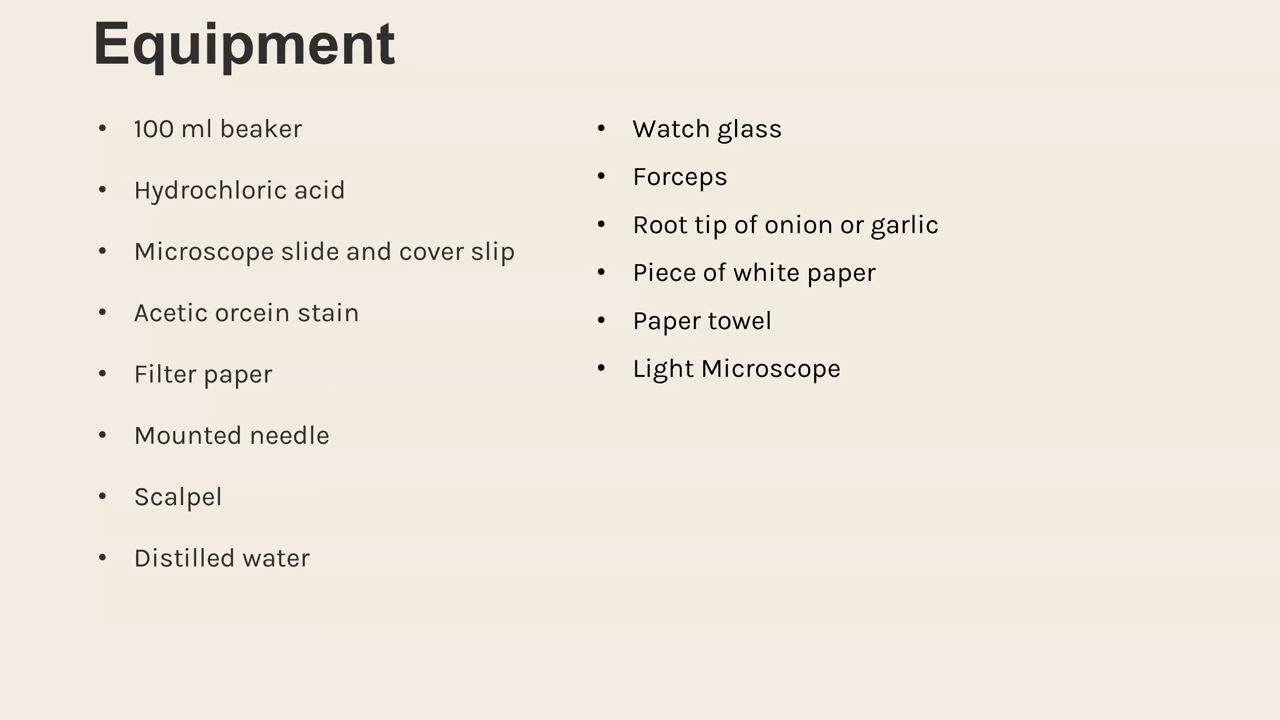 Equipment
• 100 ml beaker
• Hydrochloric acid
• Microscope slide and cover slip
• Acetic orcein stain
• Filter paper
• Mounted needle
• Scalpel
• Distilled water
• Watch glass
• Forceps
• Root tip of onion or garlic
• Piece of white paper
• Paper towel
• Light Microscope